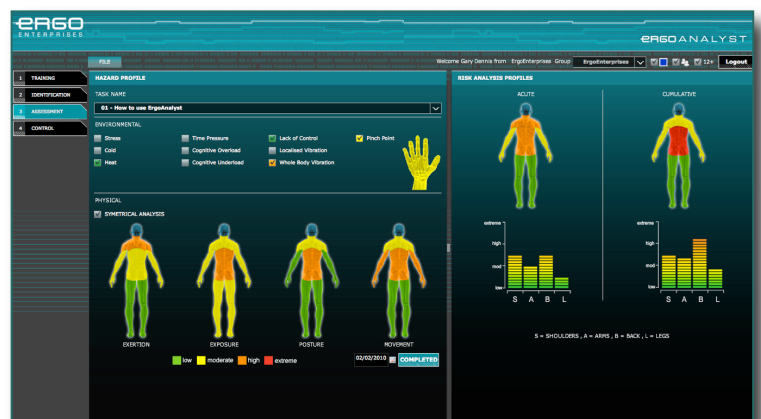 ERGO
ENTERPRISES
ERGOANALYST
FILE
Welcome Gary Dennis from ErgoEnterprises Group ErgoEnterprises 12+ Logout
1 TRAINING
2 IDENTIFICATION
3 ASSESSMENT
4 CONTROL
HAZARD PROFILE
TASK NAME
01 - How to use ErgoAnalyst
ENVIRONMENTAL
Stress Time Pressure Lack of Control Pinch Point
Cold Cognitive Overload Localised Vibration
Heat Cognitive Underload Whole Body Vibration
PHYSICAL
SYMETRICAL ANALYSIS
EXERTION EXPOSURE POSTURE MOVEMENT
low moderate high extreme
02/02/2010 COMPLETED
RISK ANALYSIS PROFILES
ACUTE CUMULATIVE
extreme extreme
high high
mod mod
low low
S A B L S A B L
S = SHOULDERS , A = ARMS , B = BACK , L = LEGS